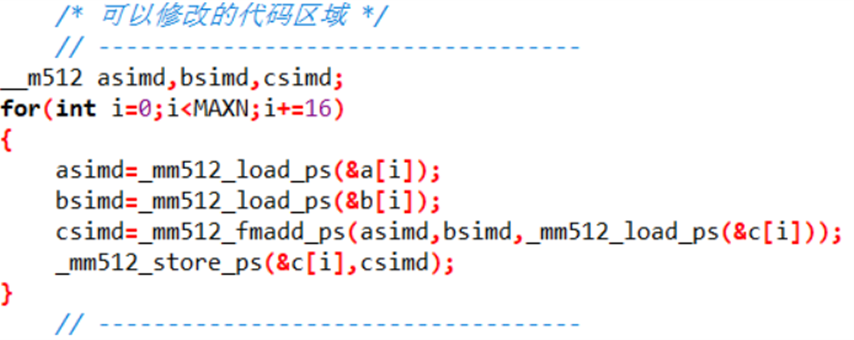 /* 可以修改的代码区域 */
// -----------------------------------
__m512 asimd,bsimd,csimd;
for(int i=0;i<MAXN;i+=16)
{
asimd=_mm512_load_ps(&a[i]);
bsimd=_mm512_load_ps(&b[i]);
csimd=_mm512_fmadd_ps(asimd,bsimd,_mm512_load_ps(&c[i]));
_mm512_store_ps(&c[i],csimd);
}
// -----------------------------------